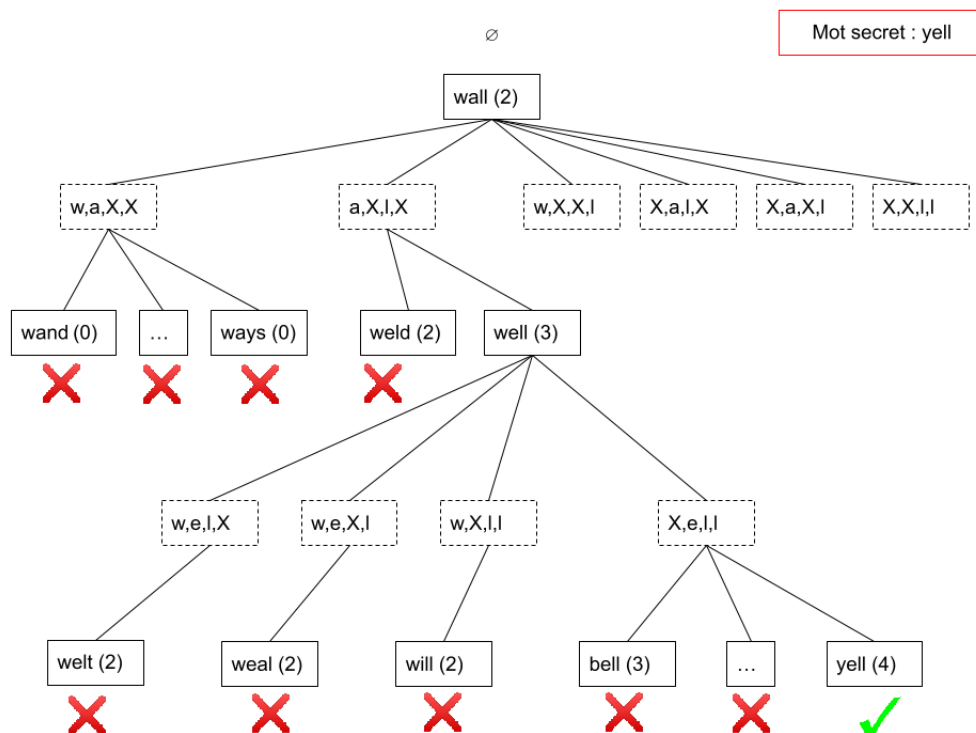 ∅
Mot secret : yell
wall (2)
w,a,X,X
a,X,l,X
w,X,X,l
X,a,l,X
X,a,X,l
X,X,l,l
wand (0)
…
ways (0)
weld (2)
well (3)
w,e,l,X
w,e,X,l
w,X,l,l
X,e,l,l
welt (2)
weal (2)
will (2)
bell (3)
…
yell (4)